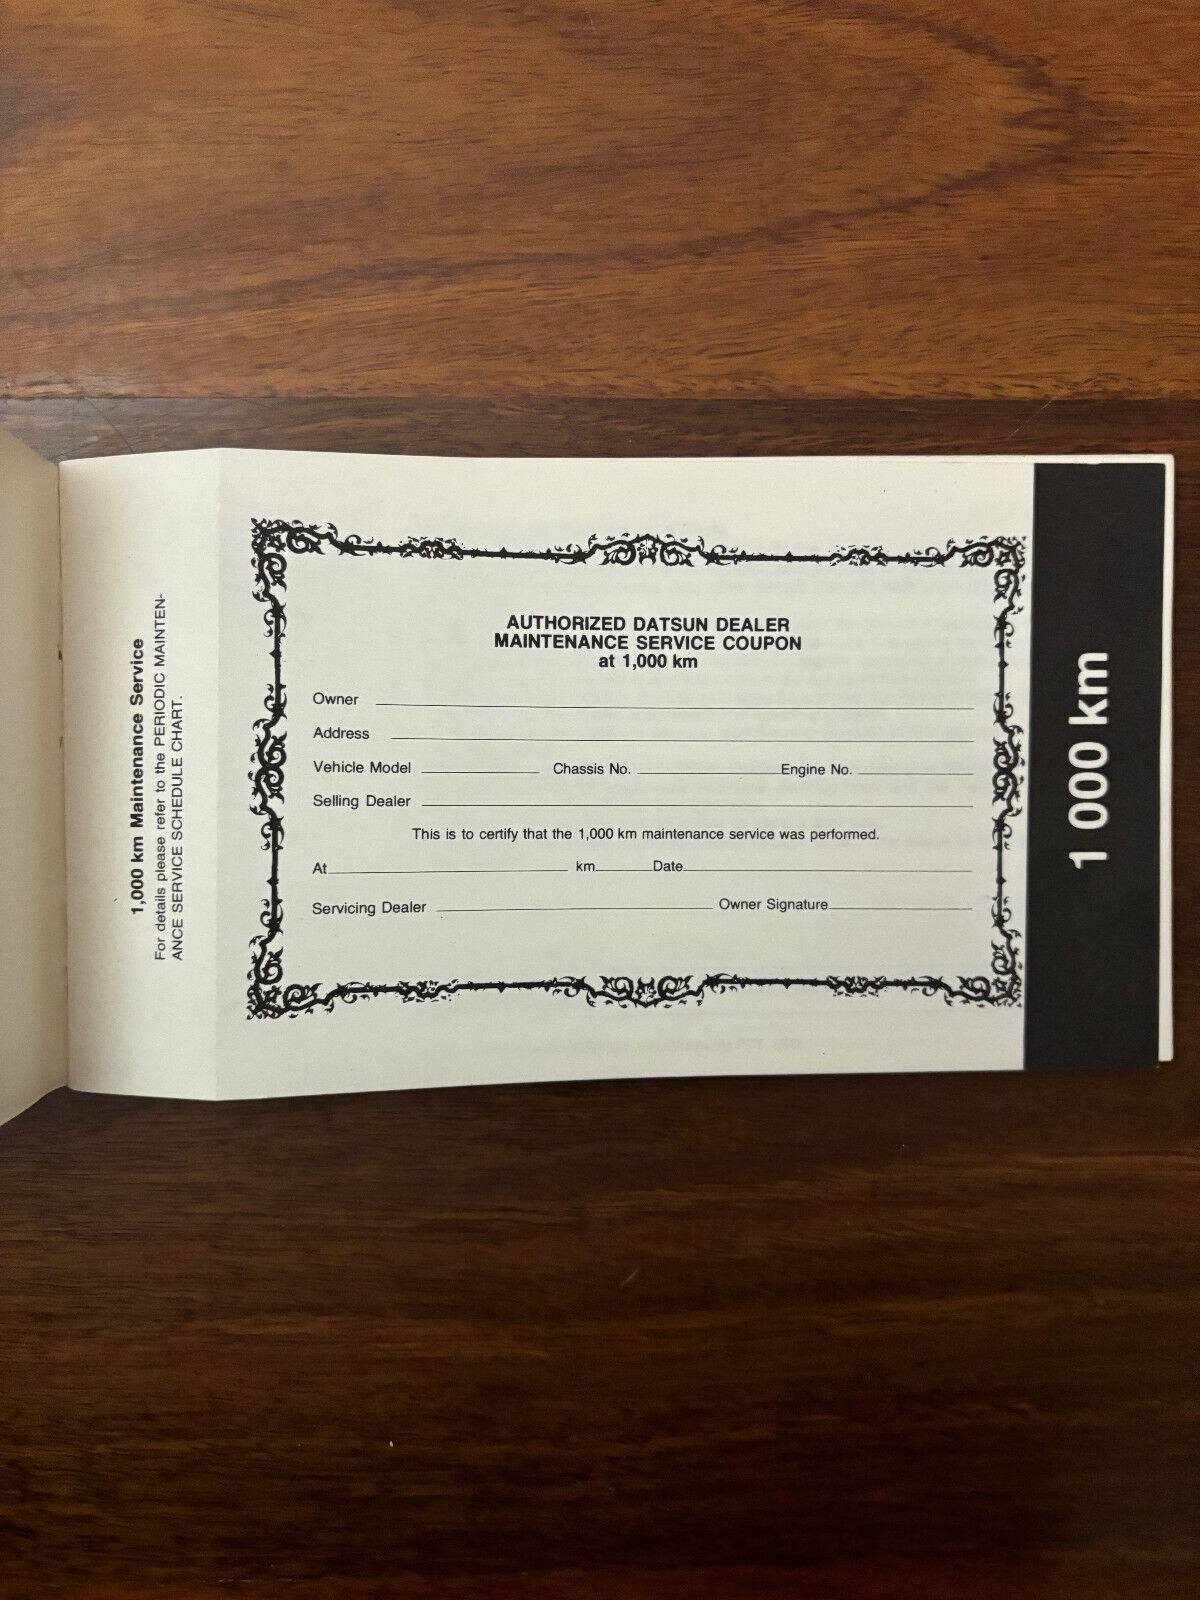 1,000 km Maintenance Service
For details please refer to the PERIODIC MAINTEN-
ANCE SERVICE SCHEDULE CHART.
AUTHORIZED DATSUN DEALER
MAINTENANCE SERVICE COUPON
at 1,000 km
Owner
Address
Vehicle Model Chassis No. Engine No.
Selling Dealer
This is to certify that the 1,000 km maintenance service was performed.
At km Date
Servicing Dealer Owner Signature
1 000 km